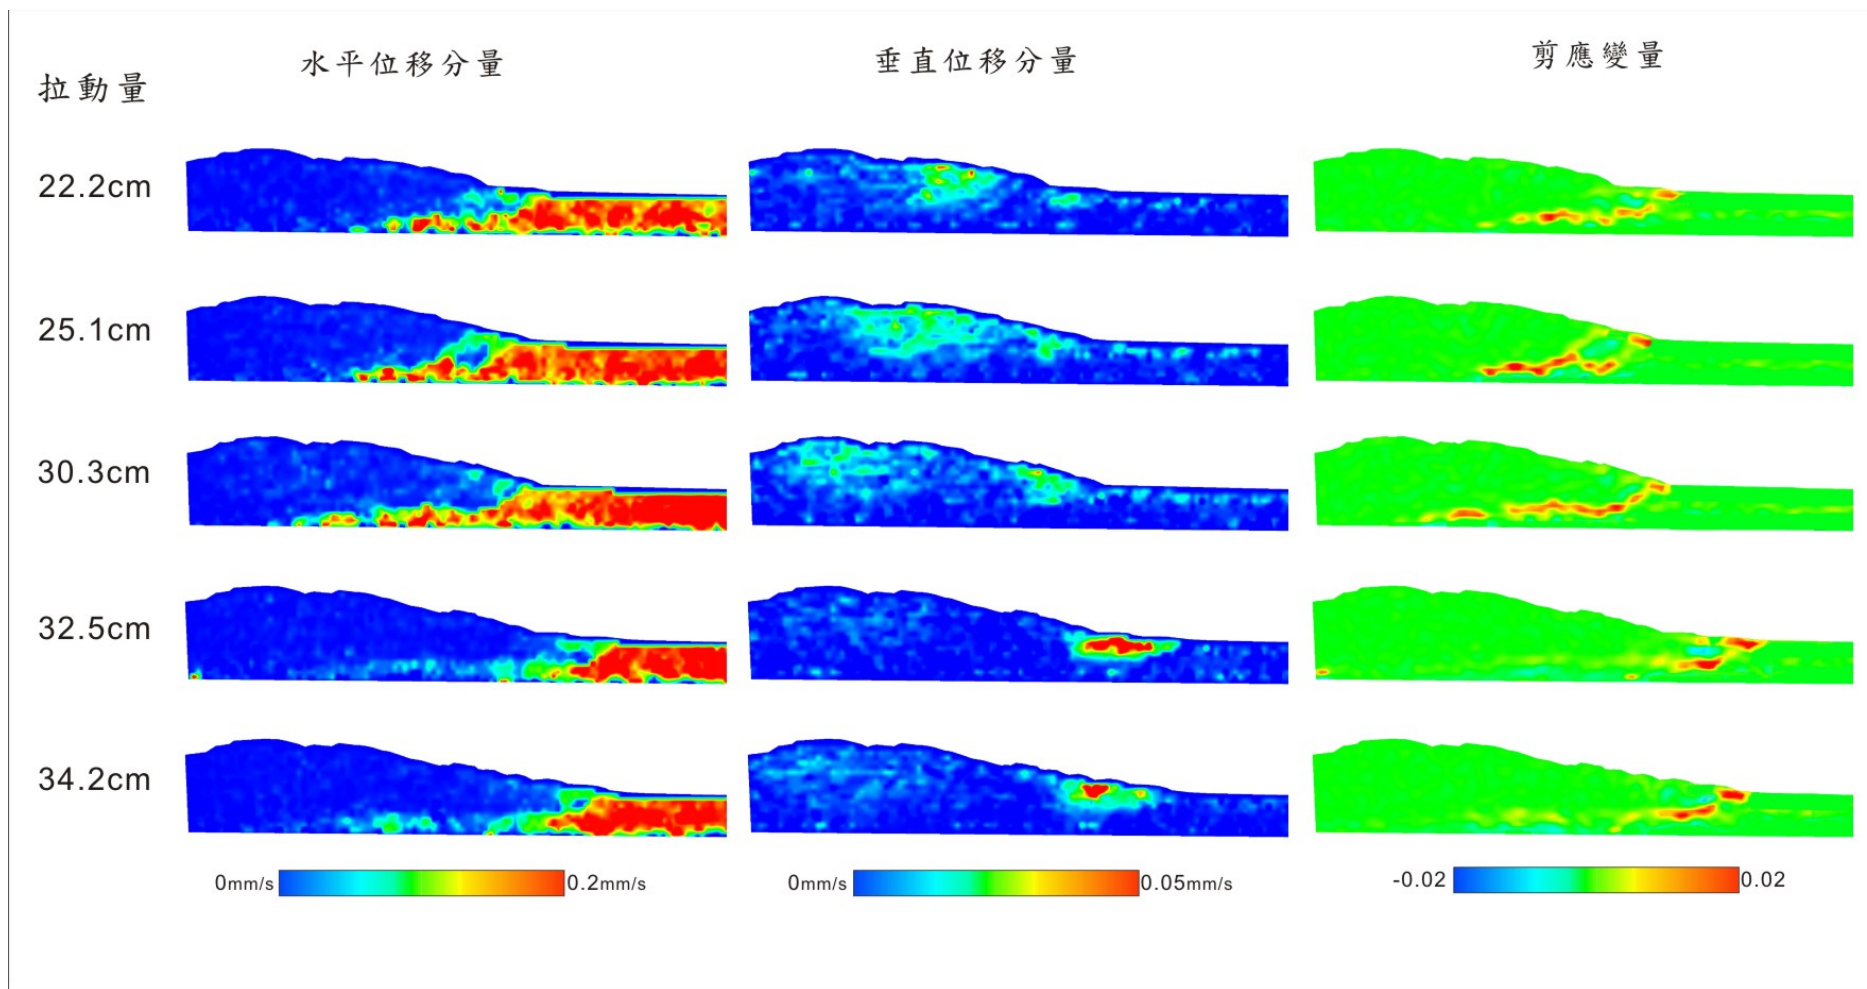 水平位移分量
垂直位移分量
剪應變量
拉動量
22.2cm
25.1cm
30.3cm
32.5cm
34.2cm
0mm/s
0.2mm/s
0mm/s
0.05mm/s
-0.02
0.02